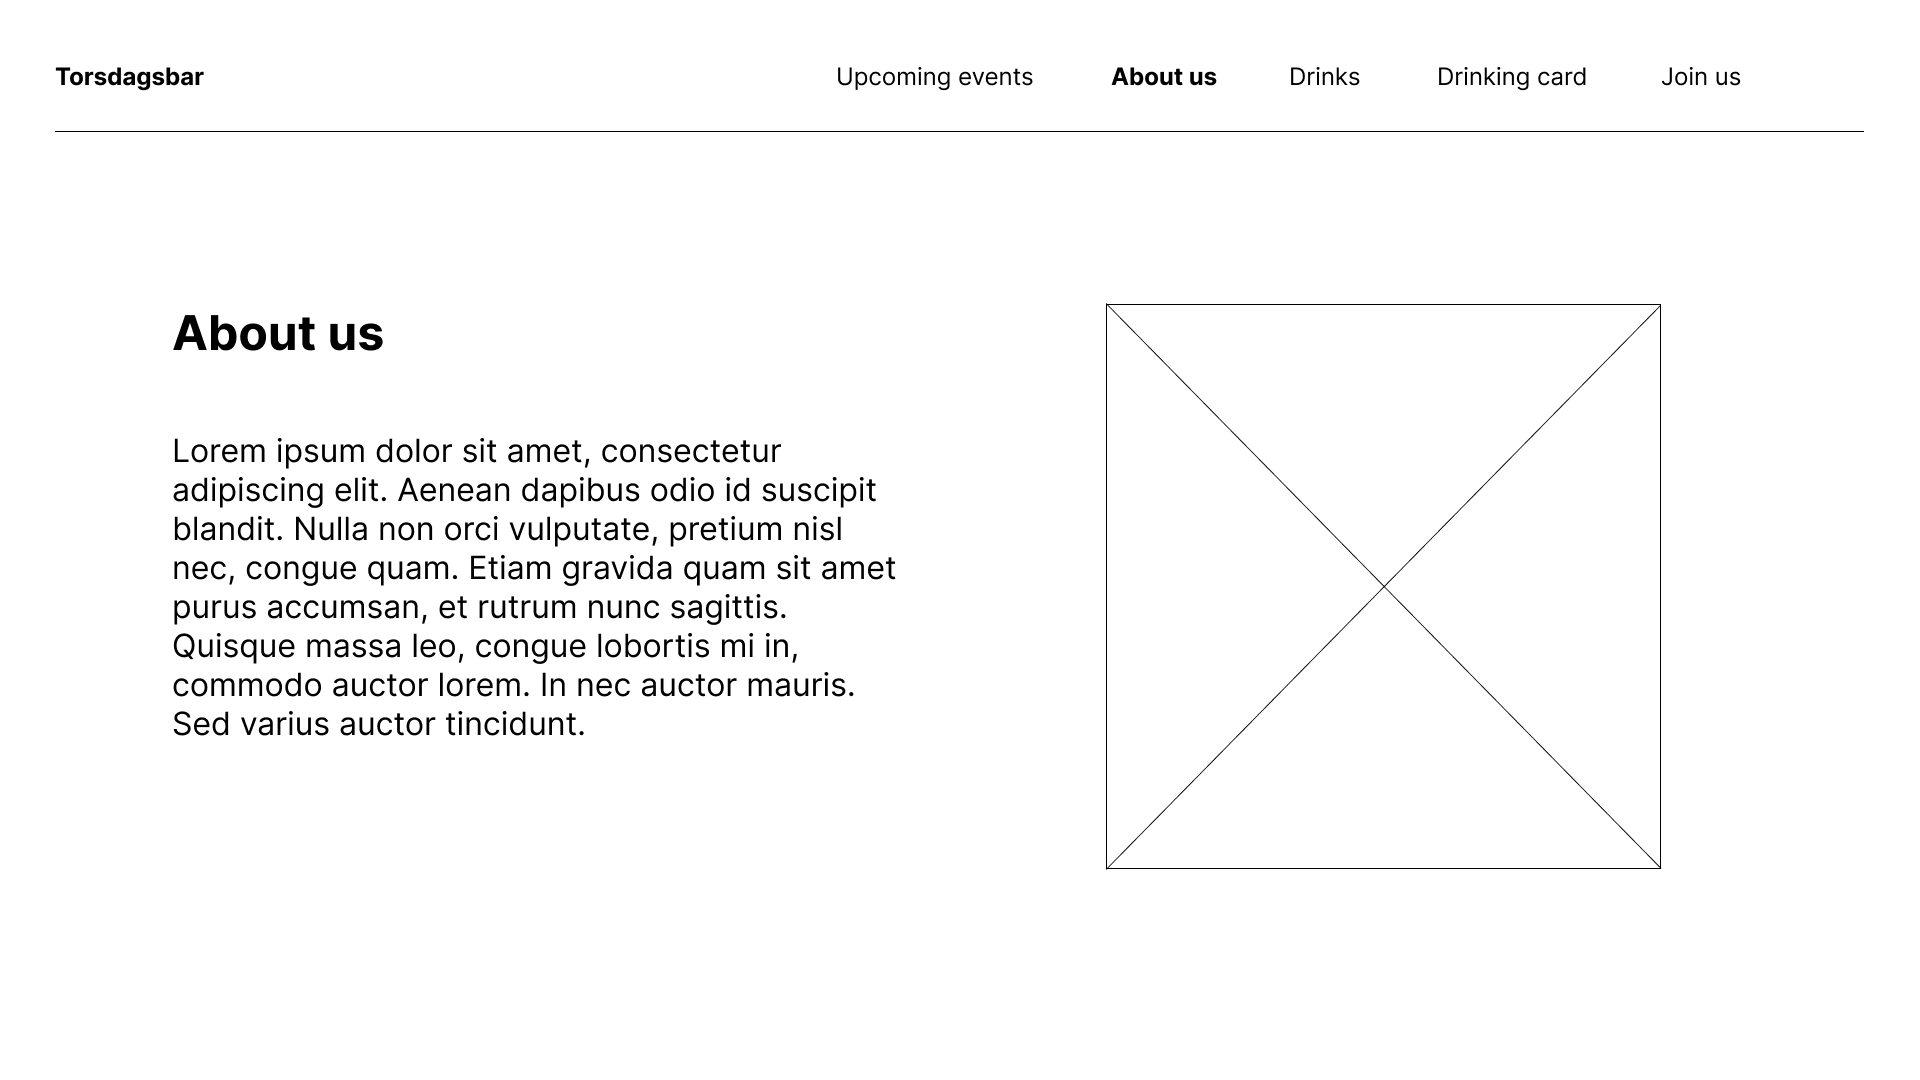 Torsdagsbar
Upcoming events
About us
Drinks
Drinking card
Join us
About us
Lorem ipsum dolor sit amet, consectetur
adipiscing elit. Aenean dapibus odio id suscipit
blandit. Nulla non orci vulputate, pretium nisl
nec, congue quam. Etiam gravida quam sit amet
purus accumsan, et rutrum nunc sagittis.
Quisque massa leo, congue lobortis mi in,
commodo auctor lorem. In nec auctor mauris.
Sed varius auctor tincidunt.